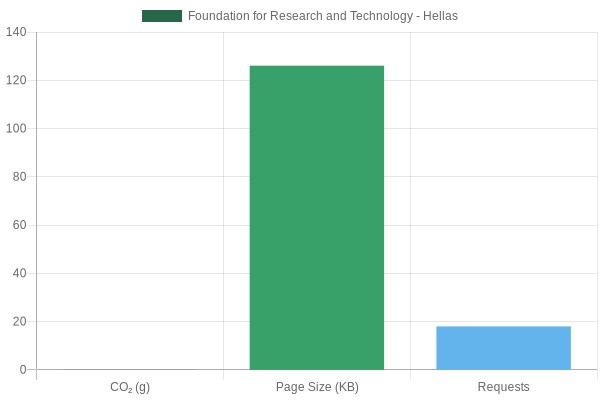 Foundation for Research and Technology - Hellas
140
120
100
80
60
40
20
0
CO₂ (g)
Page Size (KB)
Requests